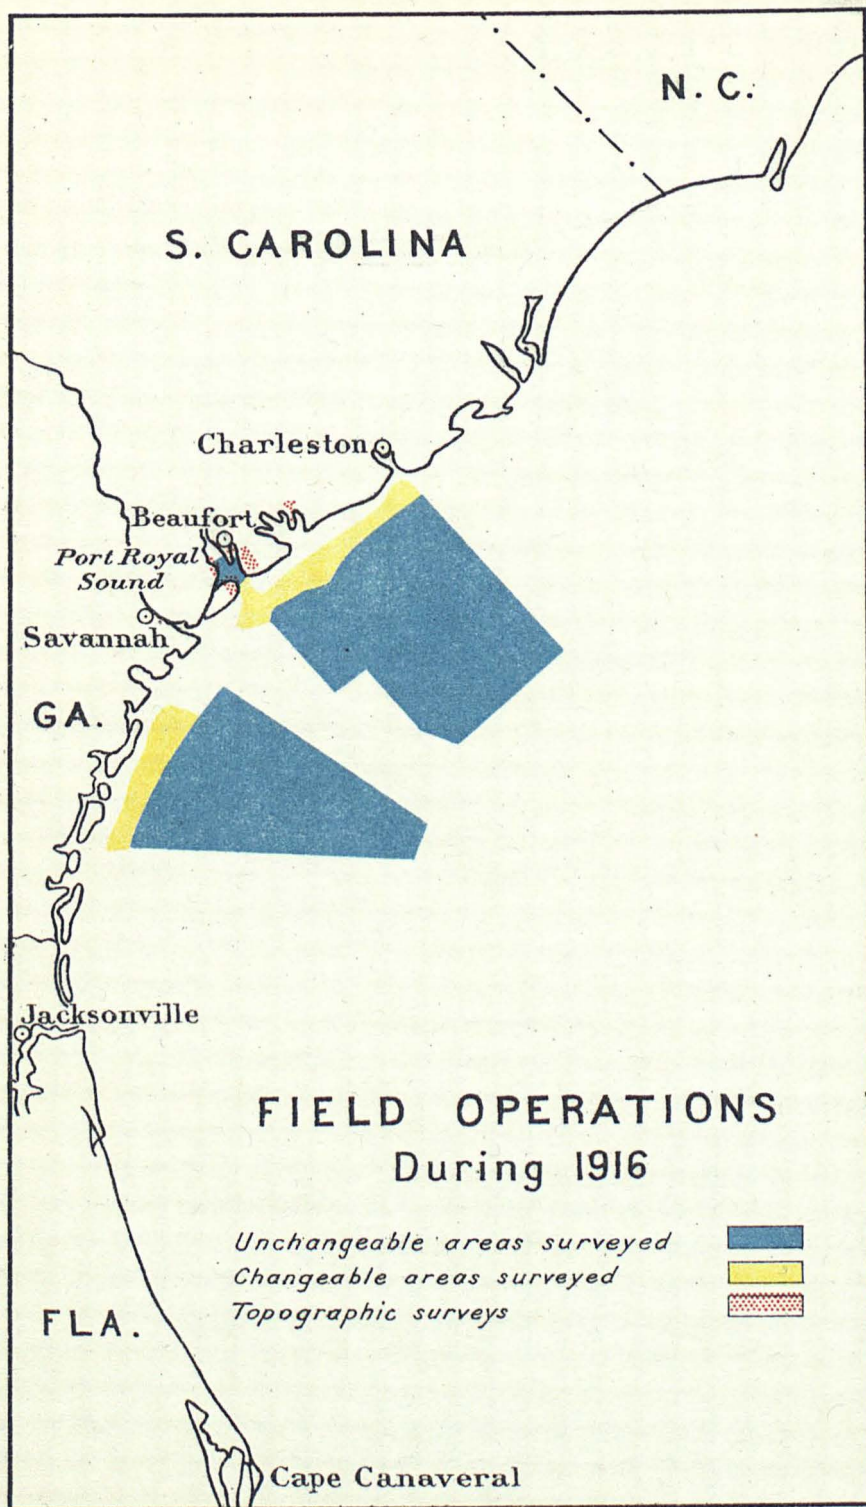 N. C.
S. CAROLINA
Charleston
Beaufort
Port Royal
Sound
Savannah
GA.
Jacksonville
FIELD OPERATIONS
During 1916
Unchangeable areas surveyed
Changeable areas surveyed
Topographic surveys
FLA.
Cape Canaveral